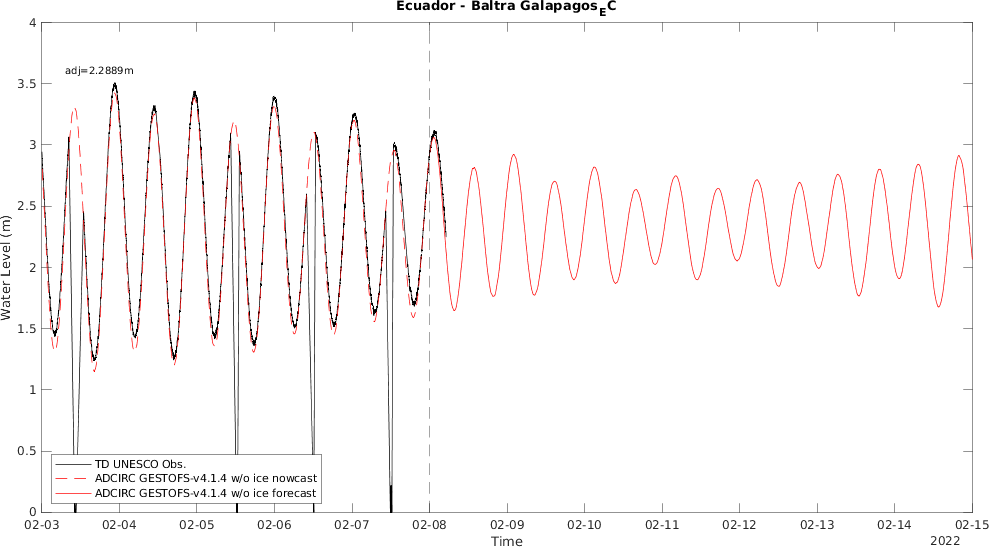 Ecuador - Baltra Galapagos_EC
4
adj=2.2889m
3.5
3
2.5
2
1.5
1
0.5
0
Water Level (m)
TD UNESCO Obs.
ADCIRC GESTOFS-v4.1.4 w/o ice nowcast
ADCIRC GESTOFS-v4.1.4 w/o ice forecast
02-03 02-04 02-05 02-06 02-07 02-08 02-09 02-10 02-11 02-12 02-13 02-14 02-15
Time
2022